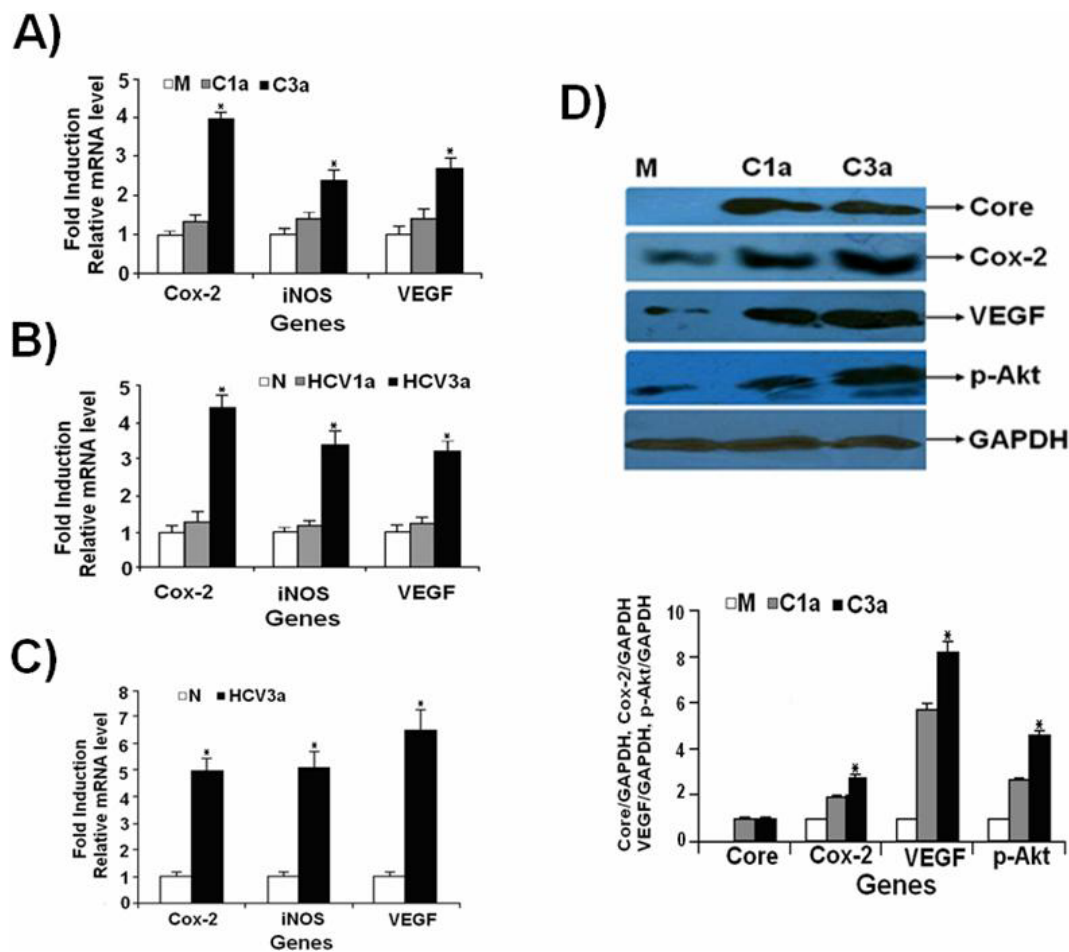 A)
Fold Induction
Relative mRNA level
M C1a C3a
5
4
3
2
1
0
* * *
Cox-2 iNOS VEGF
Genes
B)
Fold Induction
Relative mRNA level
N HCV1a HCV3a
5
4
3
2
1
0
* * *
Cox-2 iNOS VEGF
Genes
C)
Fold Induction
Relative mRNA level
N HCV3a
8
7
6
5
4
3
2
1
0
* * *
Cox-2 iNOS VEGF
Genes
D)
M C1a C3a
Core
Cox-2
VEGF
p-Akt
GAPDH
Core/GAPDH, Cox-2/GAPDH
VEGF/GAPDH, p-Akt/GAPDH
M C1a C3a
10
8
6
4
2
0
* * *
Core Cox-2 VEGF p-Akt
Genes